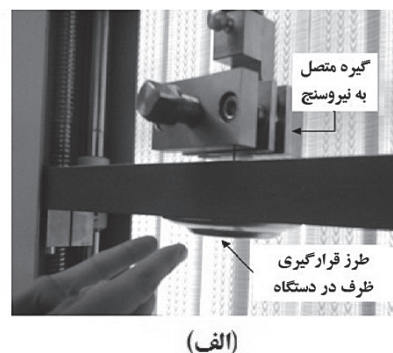 گیره متصل
به نیروسنج
طرز قرارگیری
ظرف در دستگاه
(الف)